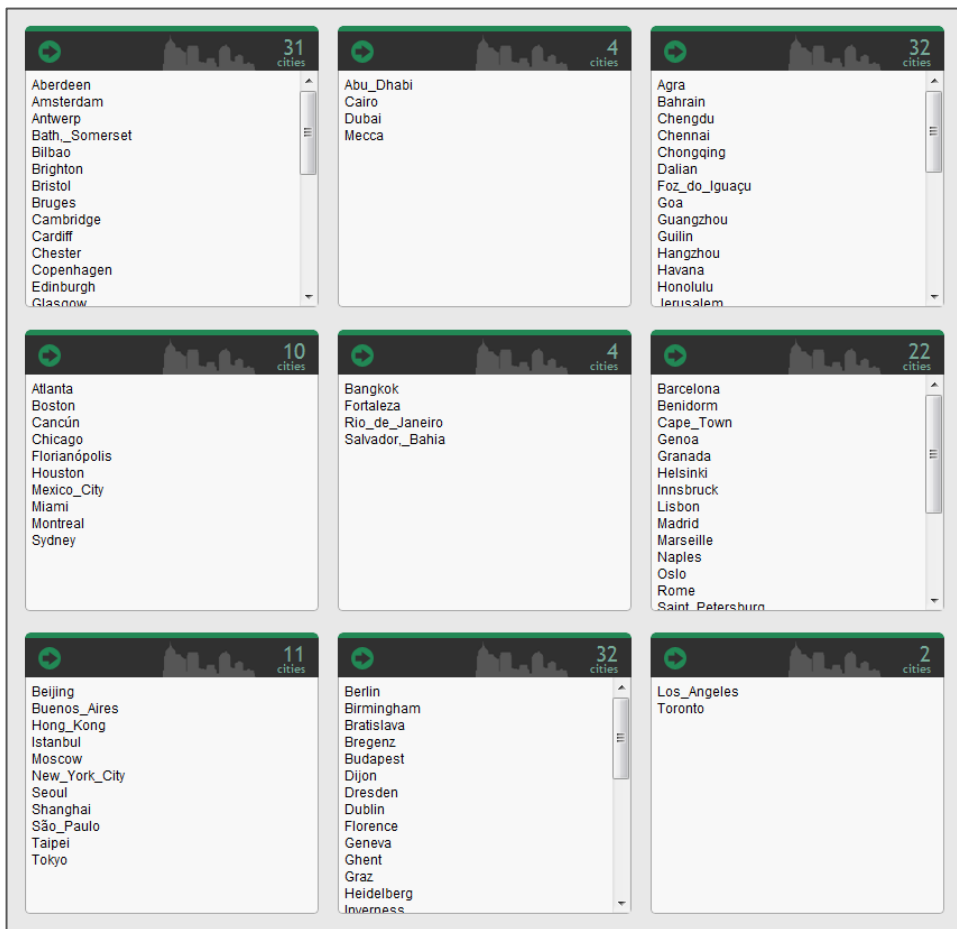 31
cities
Aberdeen
Amsterdam
Antwerp
Bath,_Somerset
Bilbao
Brighton
Bristol
Bruges
Cambridge
Cardiff
Chester
Copenhagen
Edinburgh
Glasgow
4
cities
Abu_Dhabi
Cairo
Dubai
Mecca
32
cities
Agra
Bahrain
Chengdu
Chennai
Chongqing
Dalian
Foz_do_Iguaçu
Goa
Guangzhou
Guilin
Hangzhou
Havana
Honolulu
Jerusalem
10
cities
Atlanta
Boston
Cancún
Chicago
Florianópolis
Houston
Mexico_City
Miami
Montreal
Sydney
4
cities
Bangkok
Fortaleza
Rio_de_Janeiro
Salvador,_Bahia
22
cities
Barcelona
Benidorm
Cape_Town
Genoa
Granada
Helsinki
Innsbruck
Lisbon
Madrid
Marseille
Naples
Oslo
Rome
Saint_Petersburg
11
cities
Beijing
Buenos_Aires
Hong_Kong
Istanbul
Moscow
New_York_City
Seoul
Shanghai
São_Paulo
Taipei
Tokyo
32
cities
Berlin
Birmingham
Bratislava
Bregenz
Budapest
Dijon
Dresden
Dublin
Florence
Geneva
Ghent
Graz
Heidelberg
Inverness
2
cities
Los_Angeles
Toronto